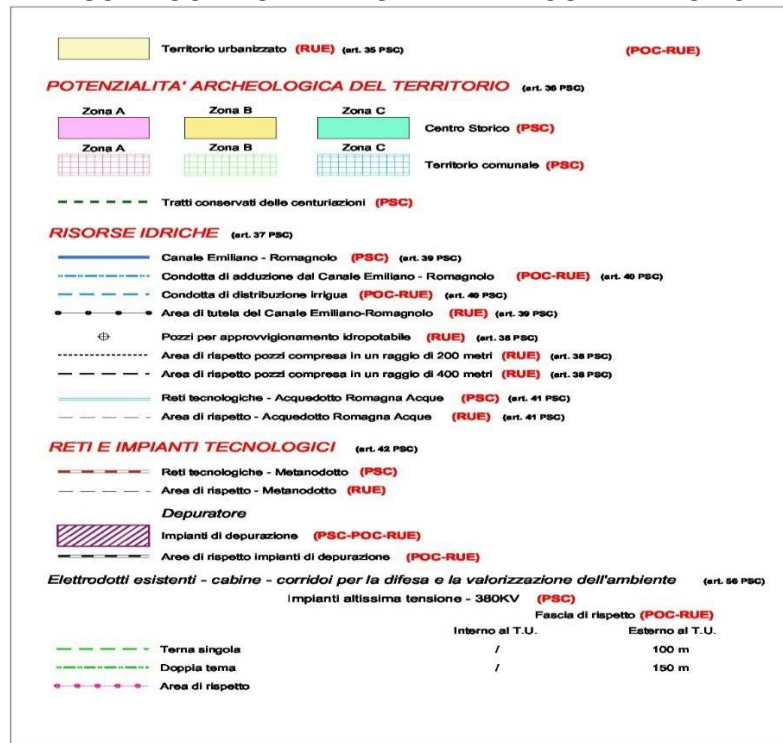 Territorio urbanizzato (RUE) (art. 35 PSC) (POC-RUE)
POTENZIALITA' ARCHEOLOGICA DEL TERRITORIO (art. 36 PSC)
Zona A Zona B Zona C
Centro Storico (PSC)
Zona A Zona B Zona C
Territorio comunale (PSC)
Tratti conservati delle centuriazioni (PSC)
RISORSE IDRICHE (art. 37 PSC)
Canale Emiliano - Romagnolo (PSC) (art. 39 PSC)
Condotta di adduzione dal Canale Emiliano - Romagnolo (POC-RUE) (art. 40 PSC)
Condotta di distribuzione irrigua (POC-RUE) (art. 40 PSC)
Area di tutela del Canale Emiliano-Romagnolo (RUE) (art. 39 PSC)
Pozzi per approvvigionamento idropotabile (RUE) (art. 38 PSC)
Area di rispetto pozzi compresa in un raggio di 200 metri (RUE) (art. 38 PSC)
Area di rispetto pozzi compresa in un raggio di 400 metri (RUE) (art. 38 PSC)
Reti tecnologiche - Acquedotto Romagna Acque (PSC) (art. 41 PSC)
Area di rispetto - Acquedotto Romagna Acque (RUE) (art. 41 PSC)
RETI E IMPIANTI TECNOLOGICI (art. 42 PSC)
Reti tecnologiche - Metanodotto (PSC)
Area di rispetto - Metanodotto (RUE)
Depuratore
Impianti di depurazione (PSC-POC-RUE)
Area di rispetto impianti di depurazione (POC-RUE)
Elettrodotti esistenti - cabine - corridoi per la difesa e la valorizzazione dell'ambiente (art. 56 PSC)
Impianti altissima tensione - 380KV (PSC)
Fascia di rispetto (POC-RUE)
Interno al T.U. Esterno al T.U.
Terna singola / 100 m
Doppia terna / 150 m
Area di rispetto